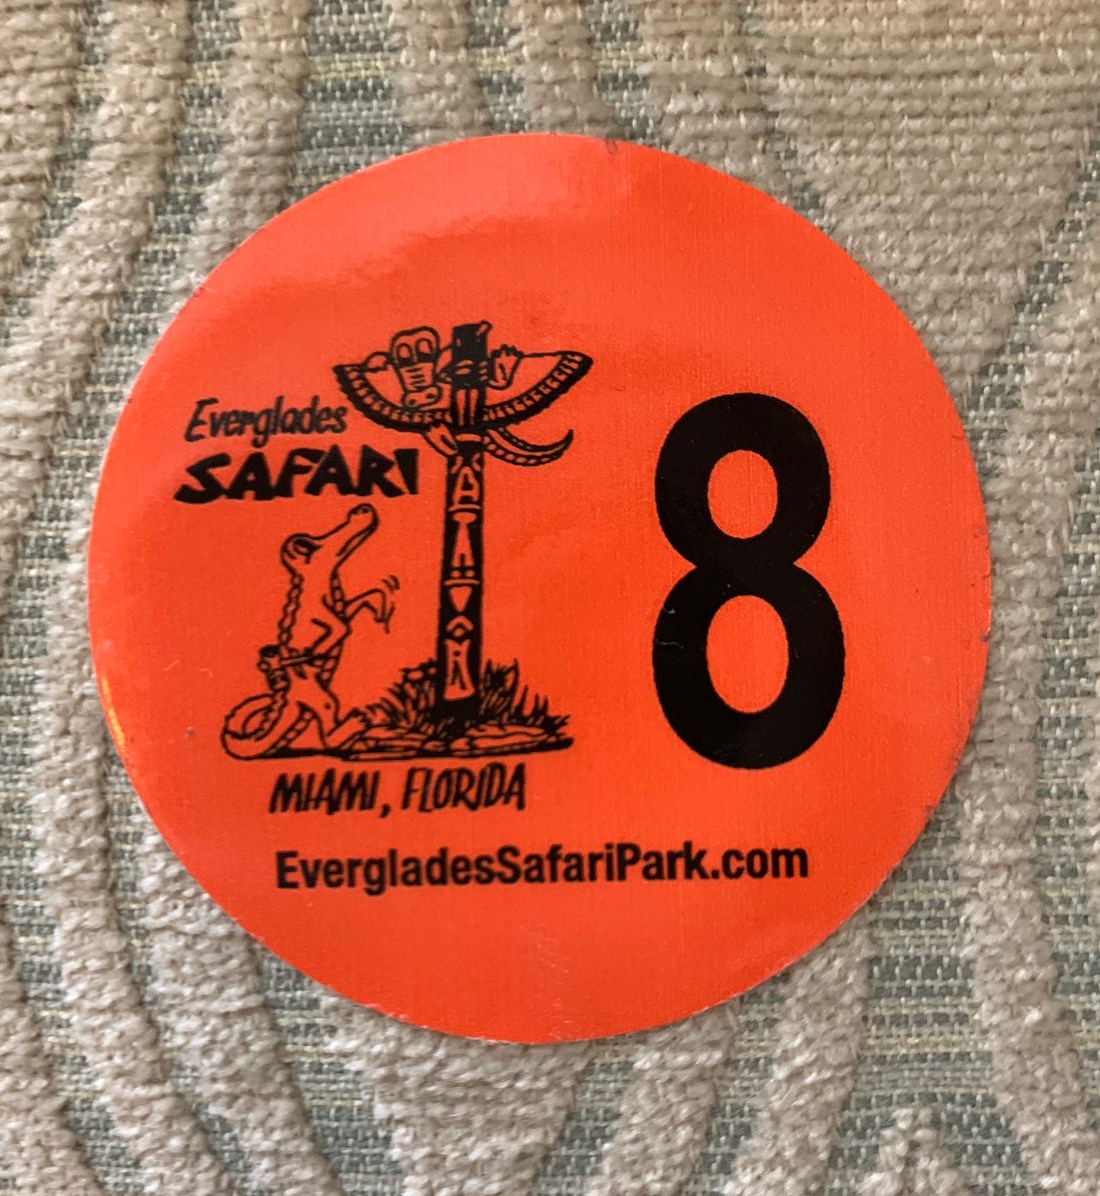 Everglades
SAFARI
8
MIAMI, FLORIDA
EvergladesSafariPark.com